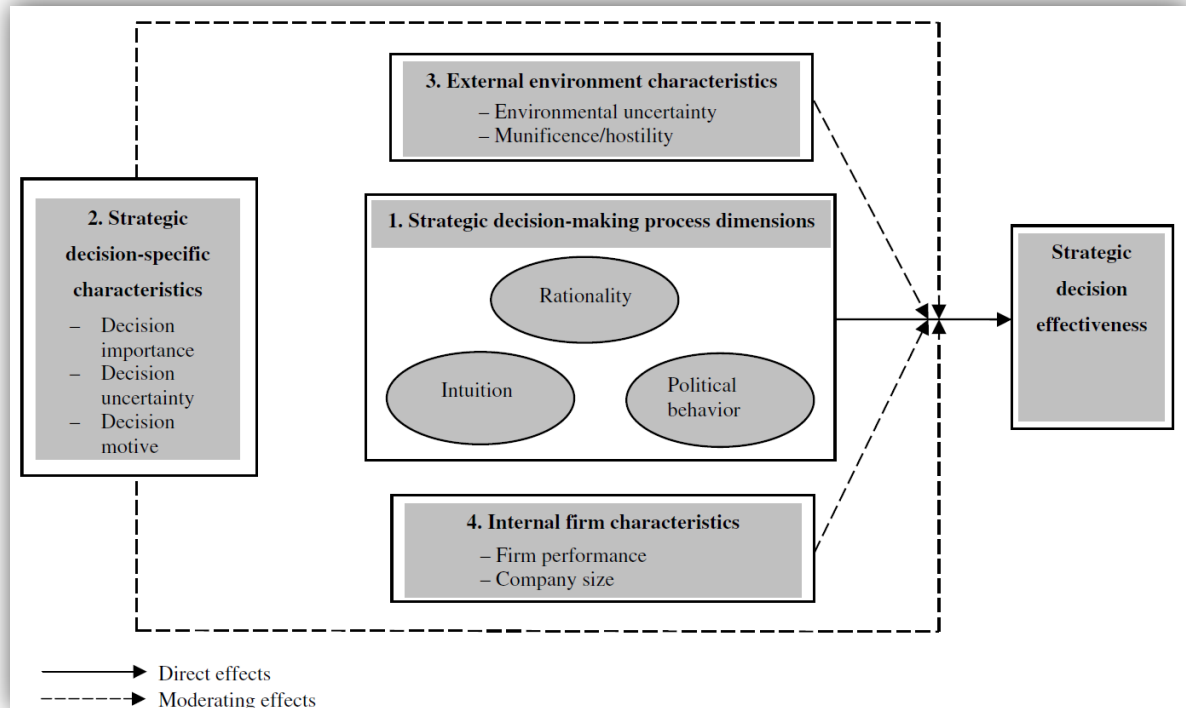 3. External environment characteristics
– Environmental uncertainty
– Munificence/hostility
2. Strategic
decision-specific
characteristics
– Decision
importance
– Decision
uncertainty
– Decision
motive
1. Strategic decision-making process dimensions
Rationality
Intuition
Political
behavior
Strategic
decision
effectiveness
4. Internal firm characteristics
– Firm performance
– Company size
Direct effects
Moderating effects